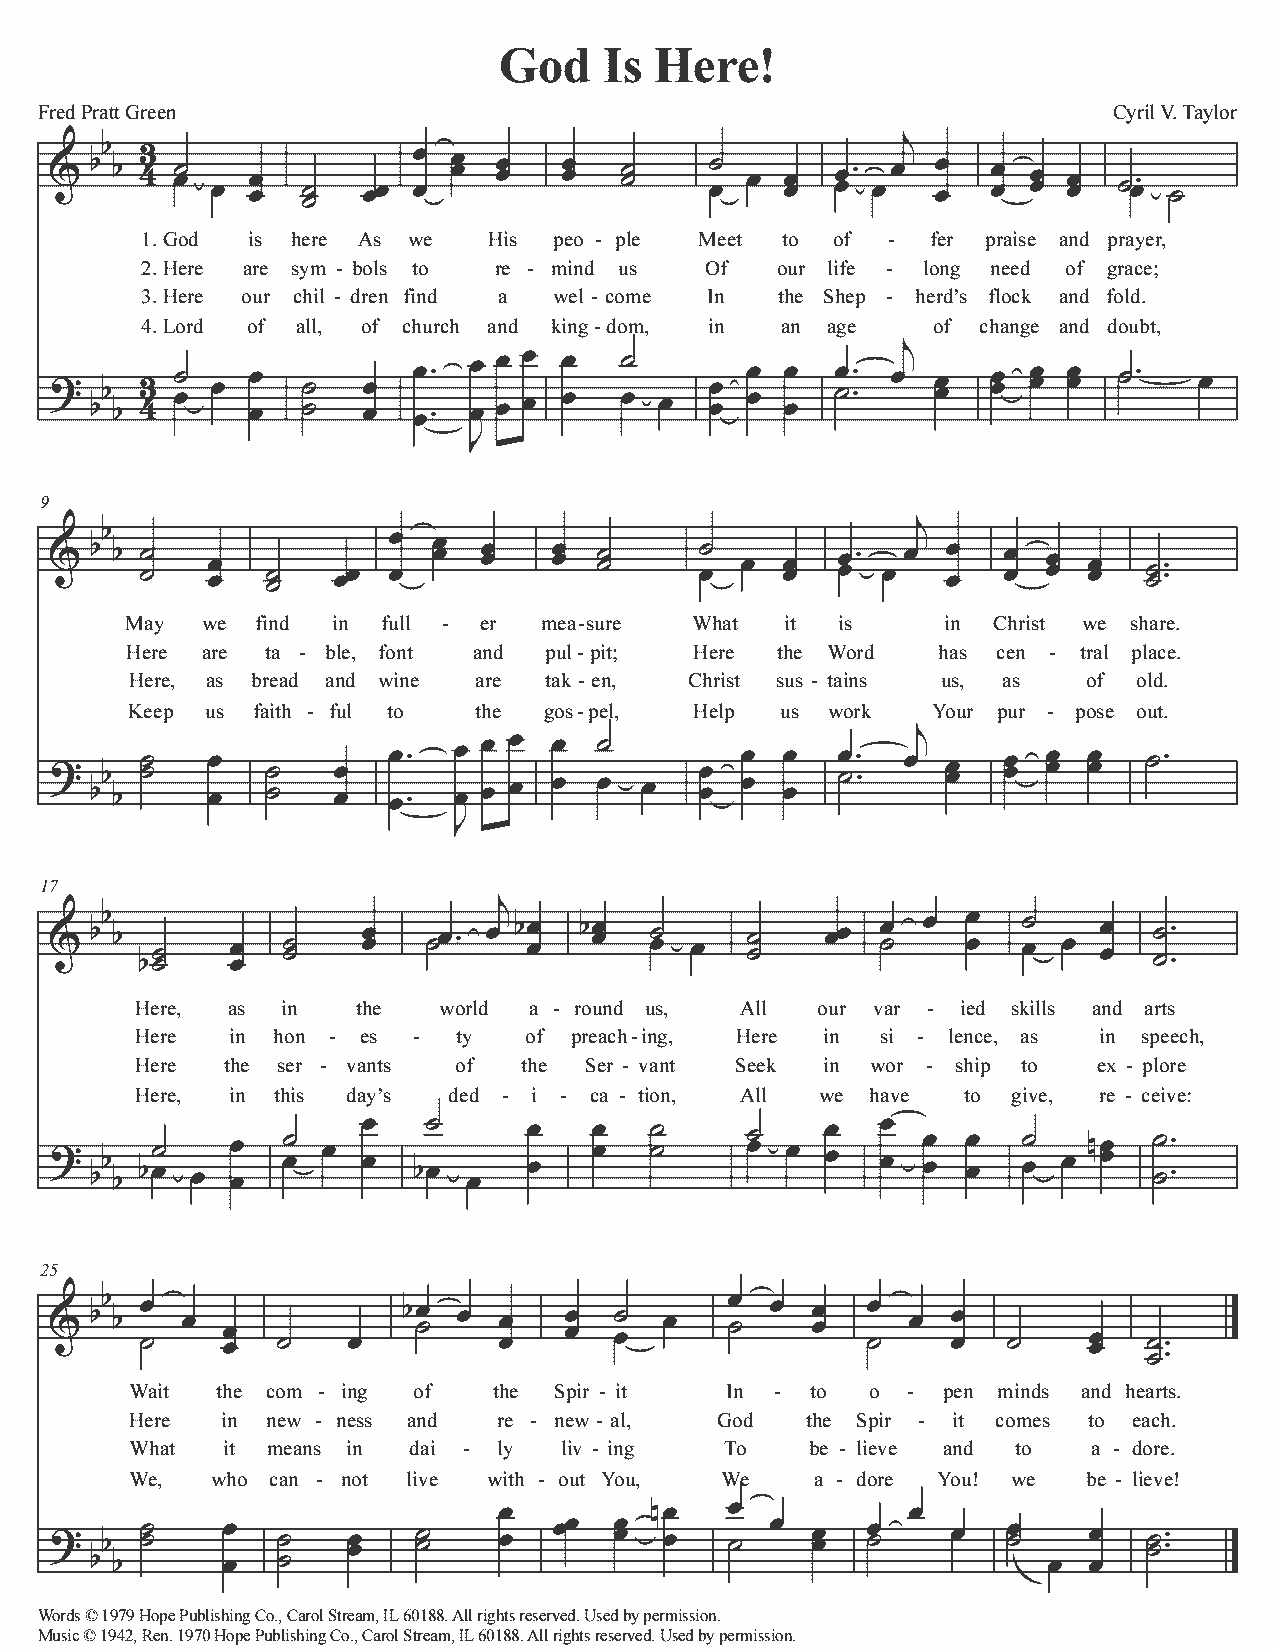 God Is Here!
Fred Pratt Green Cyril V. Taylor
3 4
1. God is here As we His peo - ple Meet to of - fer praise and prayer,
2. Here are sym - bols to re - mind us Of our life - long need of grace;
3. Here our chil - dren find a wel - come In the Shep - herd's flock and fold.
4. Lord of all, of church and king - dom, in an age of change and doubt,
3 4
9
May we find in full - er mea - sure What it is in Christ we share.
Here are ta - ble, font and pul - pit; Here the Word has cen - tral place.
Here, as bread and wine are tak - en, Christ sus - tains us, as of old.
Keep us faith - ful to the gos - pel, Help us work Your pur - pose out.
17
Here, as in the world a - round us, All our var - ied skills and arts
Here in hon - es - ty of preach - ing, Here in si - lence, as in speech,
Here the ser - vants of the Ser - vant Seek in wor - ship to ex - plore
Here, in this day's ded - i - ca - tion, All we have to give, re - ceive:
25
Wait the com - ing of the Spir - it In - to o - pen minds and hearts.
Here in new - ness and re - new - al, God the Spir - it comes to each.
What it means in dai - ly liv - ing To be - lieve and to a - dore.
We, who can - not live with - out You, We a - dore You! we be - lieve!
Words © 1979 Hope Publishing Co., Carol Stream, IL 60188. All rights reserved. Used by permission.
Music © 1942, Ren. 1970 Hope Publishing Co., Carol Stream, IL 60188. All rights reserved. Used by permission.